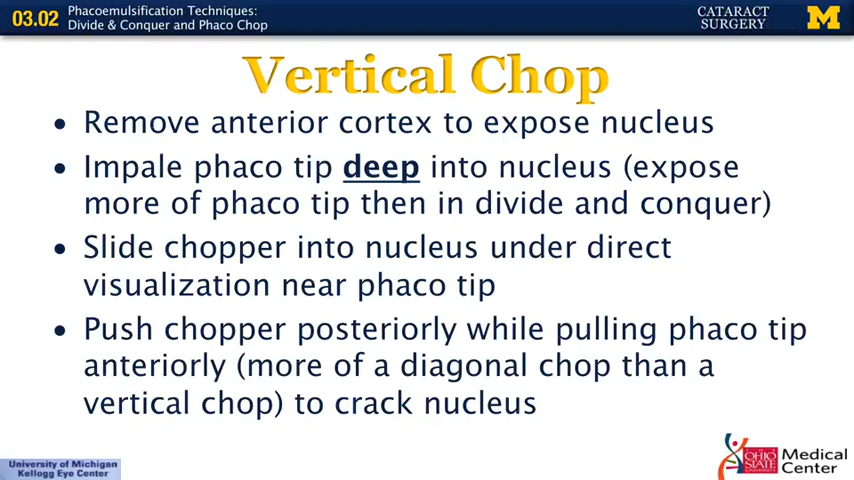 03.02
Phacoemulsification Techniques:
Divide & Conquer and Phaco Chop
CATARACT
SURGERY
M
Vertical Chop
• Remove anterior cortex to expose nucleus
• Impale phaco tip deep into nucleus (expose
more of phaco tip then in divide and conquer)
• Slide chopper into nucleus under direct
visualization near phaco tip
• Push chopper posteriorly while pulling phaco tip
anteriorly (more of a diagonal chop than a
vertical chop) to crack nucleus
University of Michigan
Kellogg Eye Center
OHIO
STATE
UNIVERSITY
Medical
Center